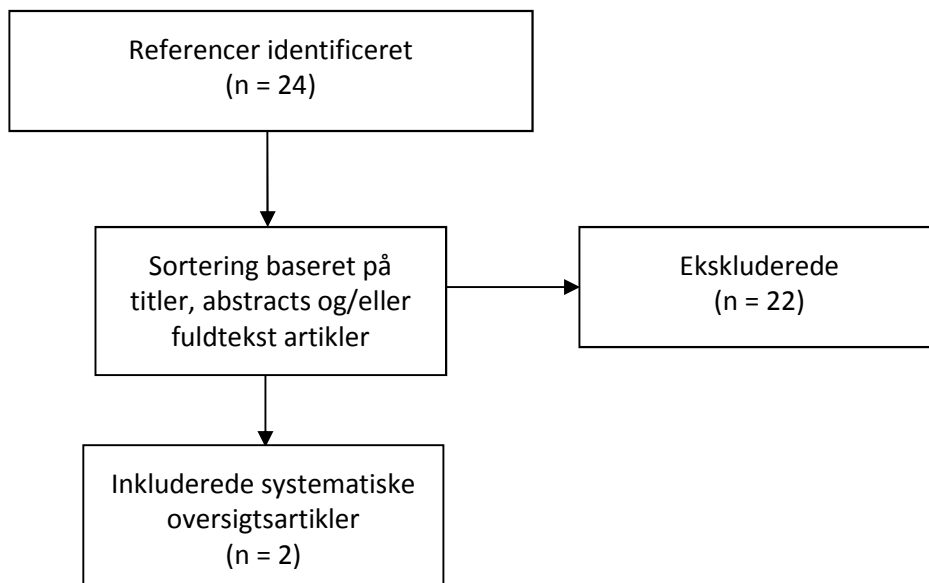 Referencer identificeret
(n = 24)
Sortering baseret på
titler, abstracts og/eller
fuldtekst artikler
Ekskluderede
(n = 22)
Inkluderede systematiske
oversigtsartikler
(n = 2)